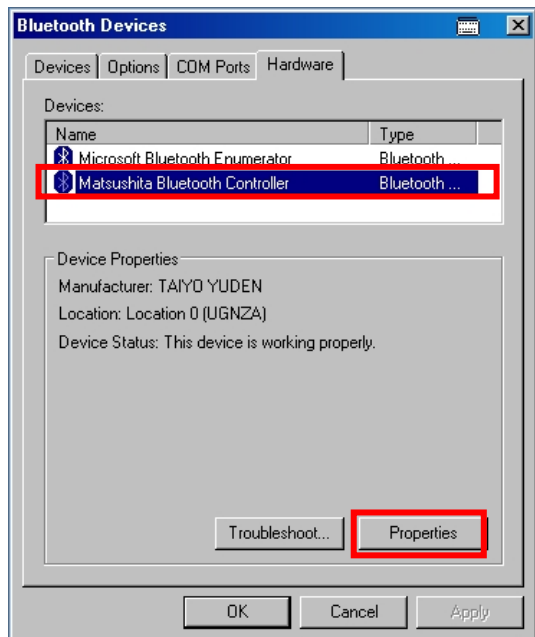 Bluetooth Devices
Devices Options COM Ports Hardware
Devices:
Name Type
Microsoft Bluetooth Enumerator Bluetooth ...
Matsushita Bluetooth Controller Bluetooth ...
Device Properties
Manufacturer: TAIYO YUDEN
Location: Location 0 (UGNZA)
Device Status: This device is working properly.
Troubleshoot... Properties
OK Cancel Apply